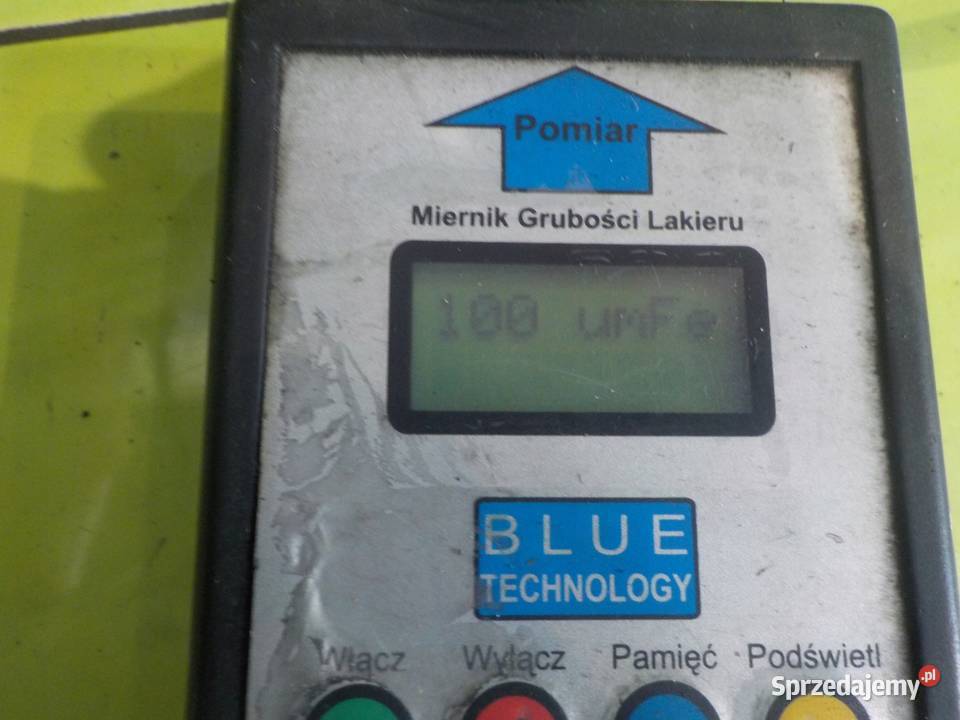 Pomiar
Miernik Grubości Lakieru
100 umFe
BLUE
TECHNOLOGY
Włącz Wyłącz Pamięć Podświetl
Sprzedajemy.pl